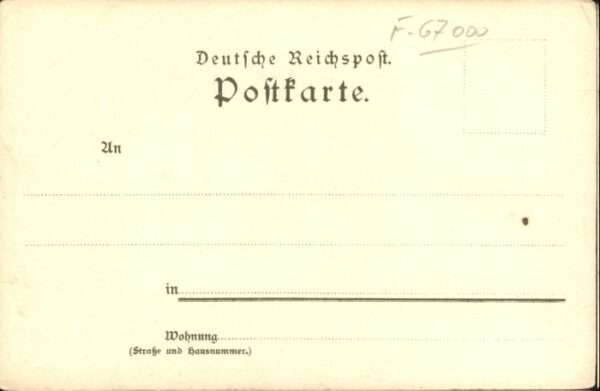 F-67000
Deutsche Reichspost.
Postkarte.
An
in
Wohnung
(Straße und Hausnummer.)